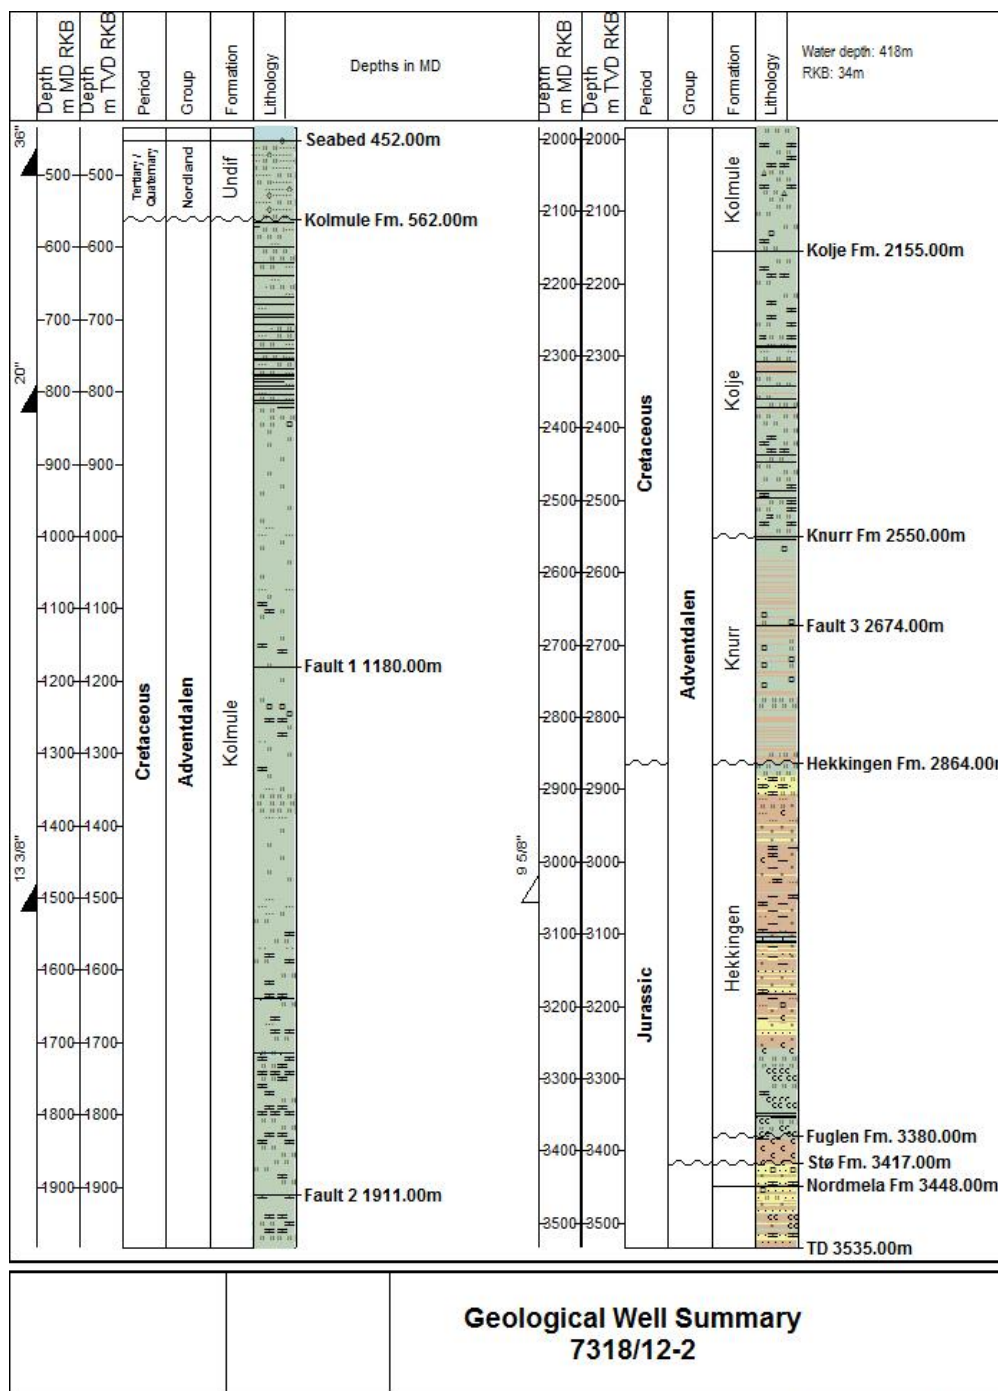 Depth
m MD RKB
Depth
m TVD RKB
Period
Group
Formation
Lithology
Depths in MD
Depth
m MD RKB
Depth
m TVD RKB
Period
Group
Formation
Lithology
Water depth: 418m
RKB: 34m
36"
20"
13 3/8"
500 500
600 600
700 700
800 800
900 900
1000 1000
1100 1100
1200 1200
1300 1300
1400 1400
1500 1500
1600 1600
1700 1700
1800 1800
1900 1900
Tertiary /
Quaternary
Nordland
Undif
Cretaceous
Adventdalen
Kolmule
Seabed 452.00m
Kolmule Fm. 562.00m
Fault 1 1180.00m
Fault 2 1911.00m
9 5/8"
2000 2000
2100 2100
2200 2200
2300 2300
2400 2400
2500 2500
2600 2600
2700 2700
2800 2800
2900 2900
3000 3000
3100 3100
3200 3200
3300 3300
3400 3400
3500 3500
Cretaceous
Jurassic
Adventdalen
Kolmule
Kolje
Knurr
Hekkingen
Kolje Fm. 2155.00m
Knurr Fm 2550.00m
Fault 3 2674.00m
Hekkingen Fm. 2864.00m
Fuglen Fm. 3380.00m
Stø Fm. 3417.00m
Nordmela Fm 3448.00m
TD 3535.00m
Geological Well Summary
7318/12-2